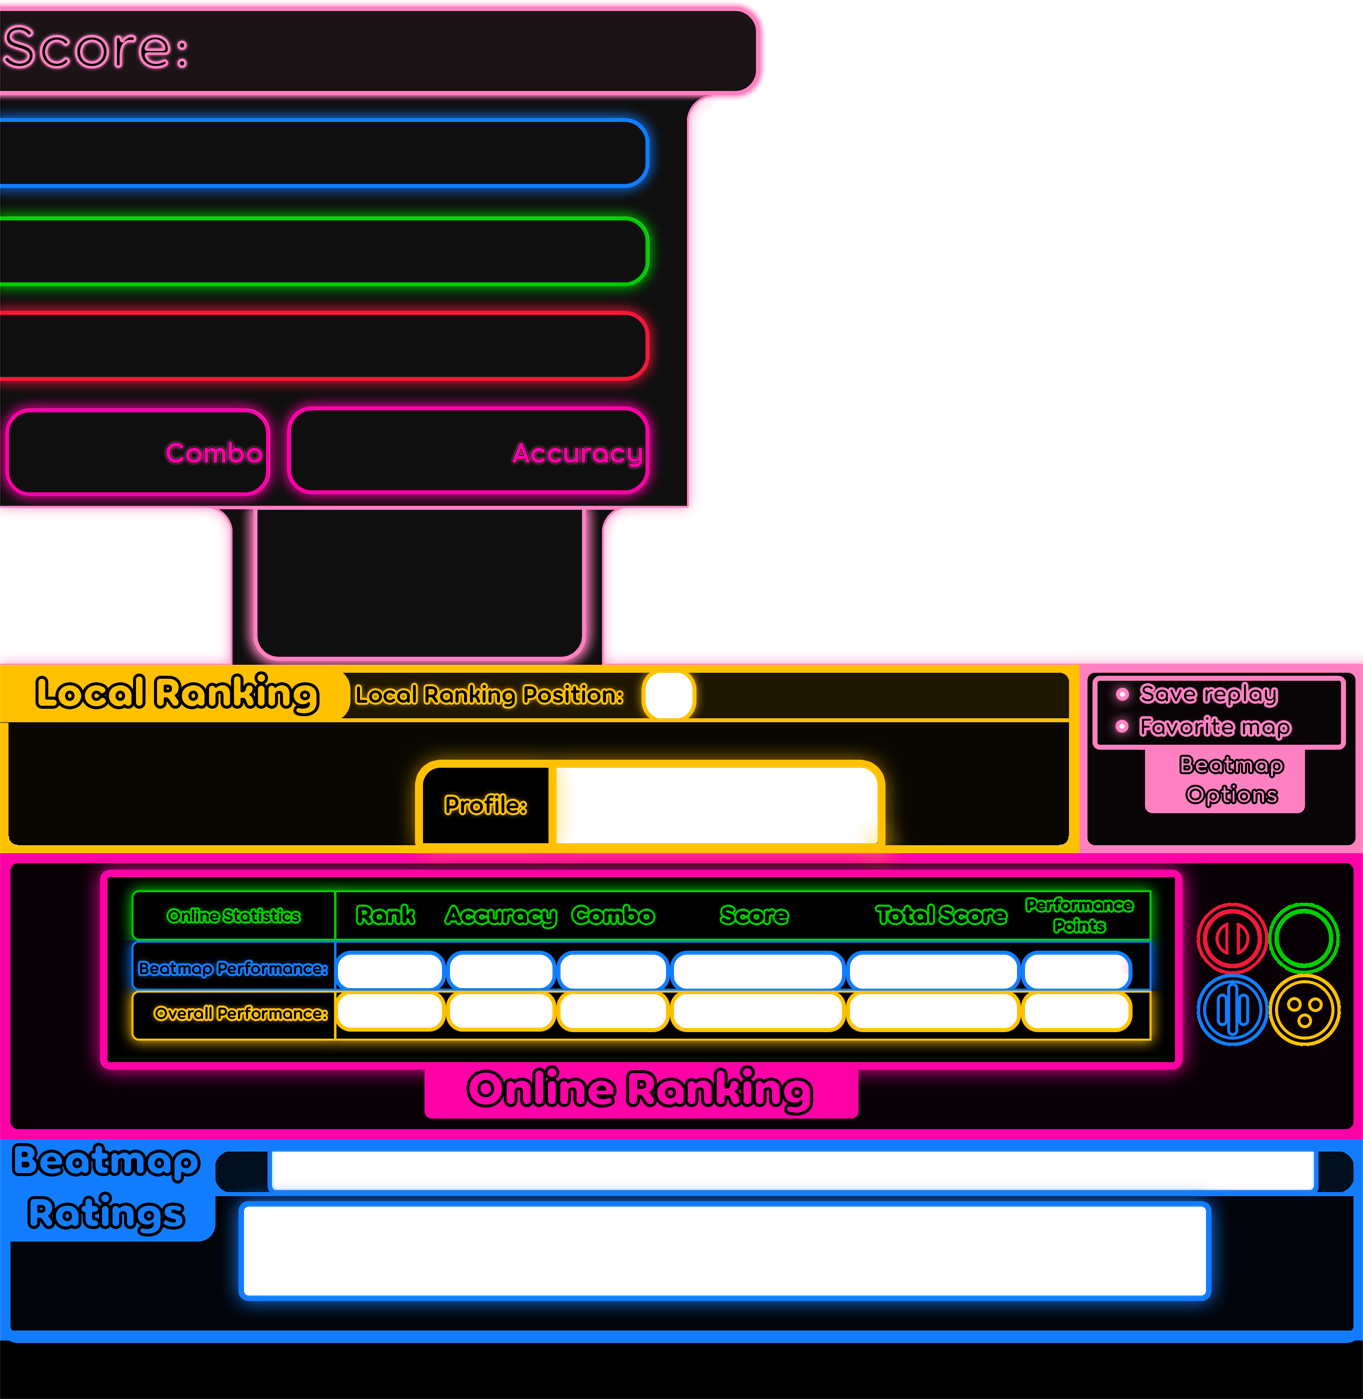 Score:
Combo
Accuracy
Local Ranking
Local Ranking Position:
Save replay
Favorite map
Beatmap
Options
Profile:
Online Statistics
Rank
Accuracy
Combo
Score
Total Score
Performance
Points
Beatmap Performance:
Overall Performance:
Online Ranking
Beatmap
Ratings